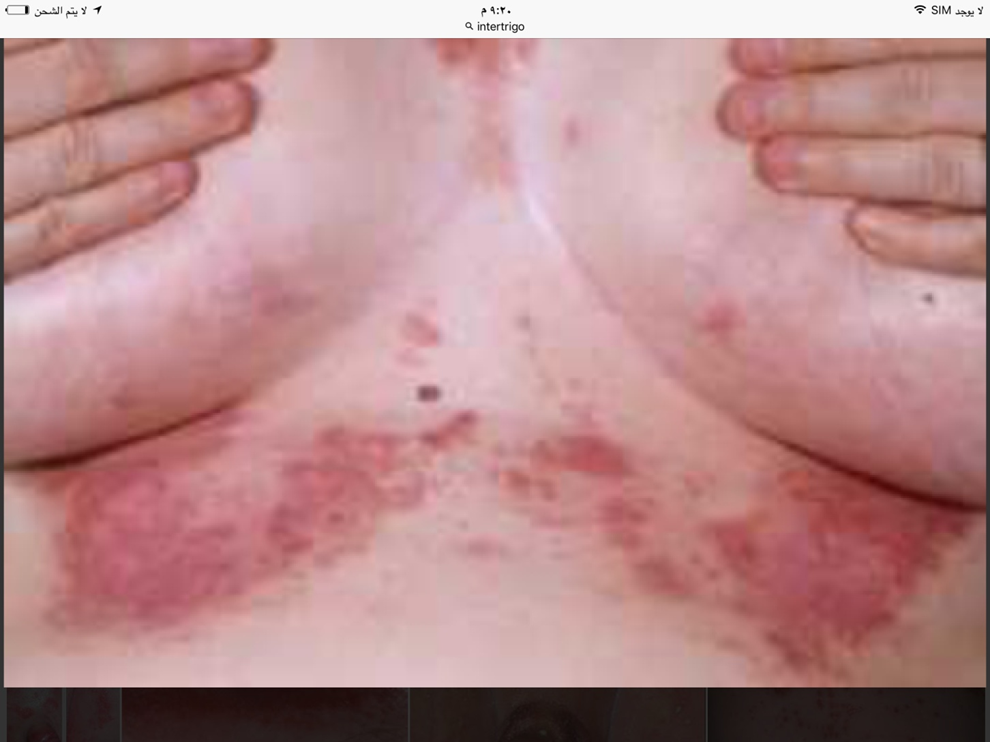 لا يوجد SIM ٩:٢٠ م لا يتم الشحن
intertrigo